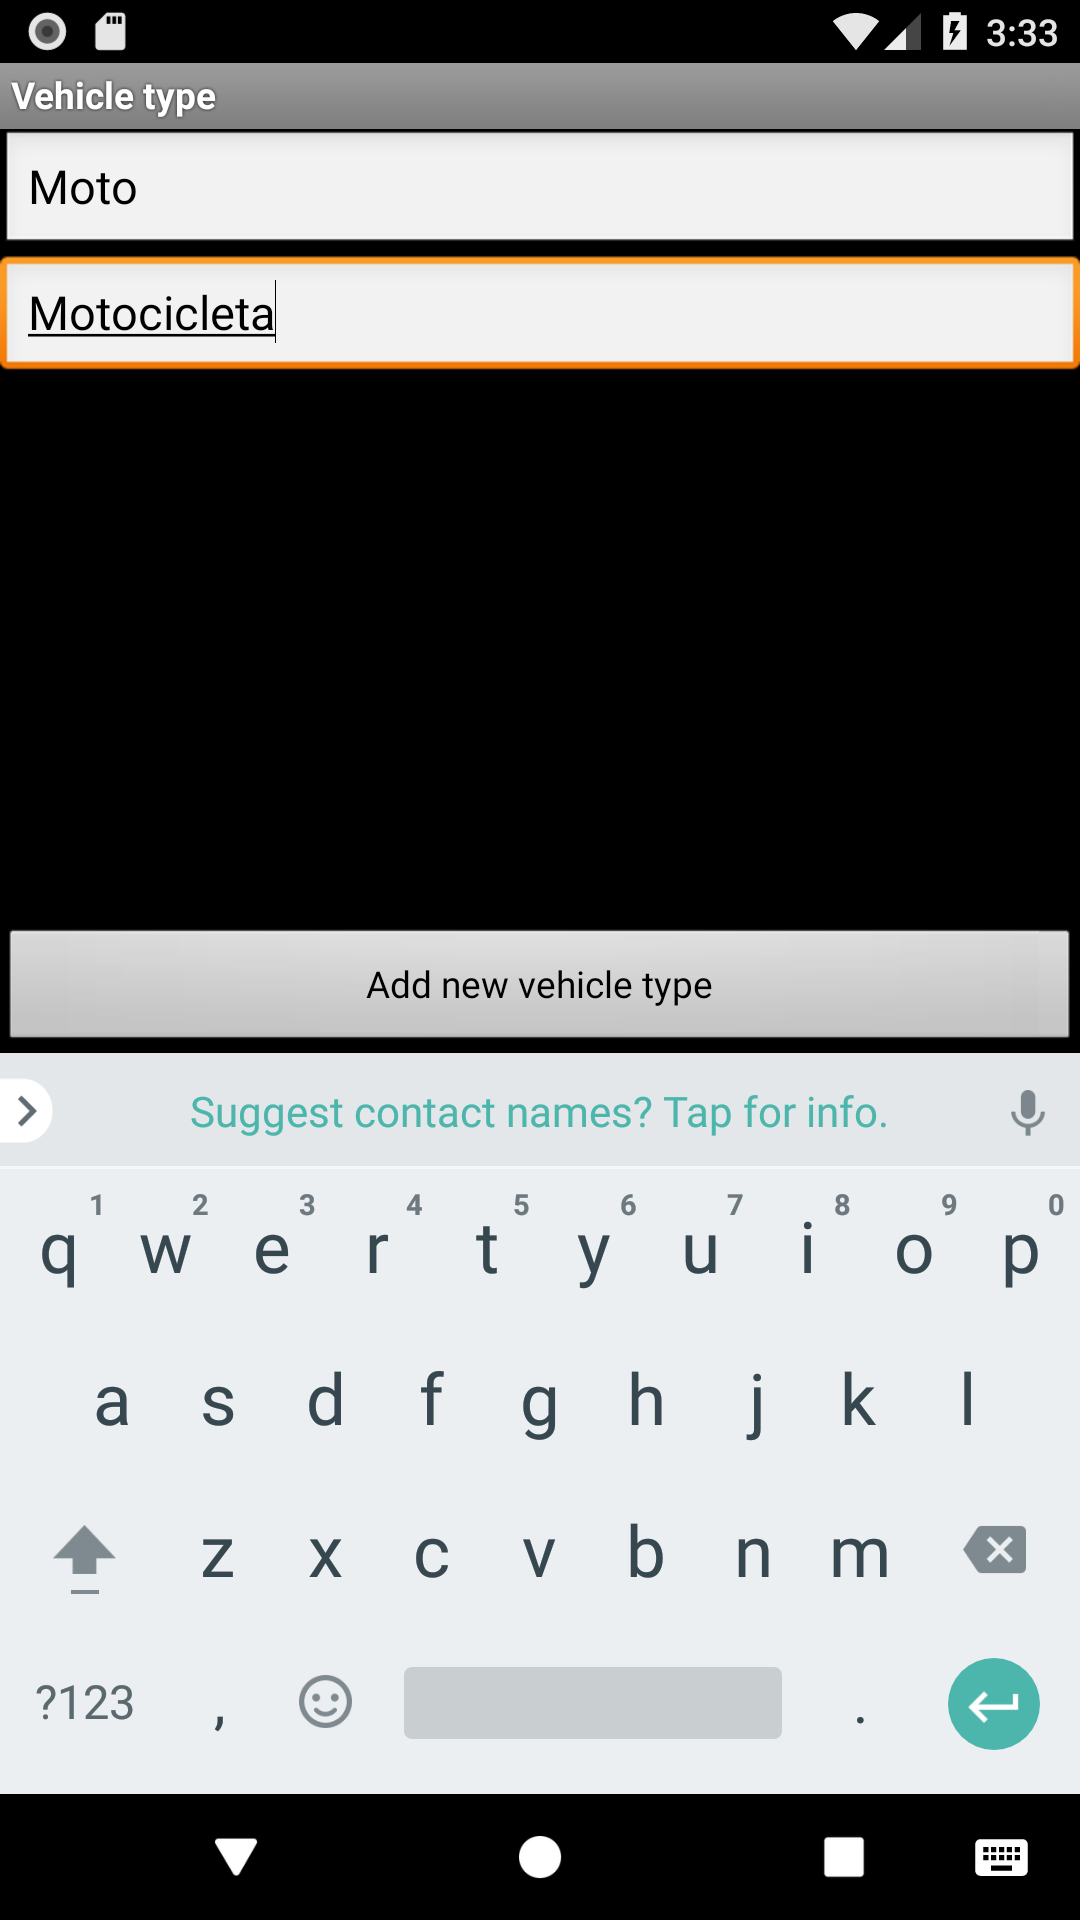 3:33
Vehicle type
Moto
Motocicleta
Add new vehicle type
Suggest contact names? Tap for info.
1 2 3 4 5 6 7 8 9 0
q w e r t y u i o p
a s d f g h j k l
z x c v b n m
?123 , .